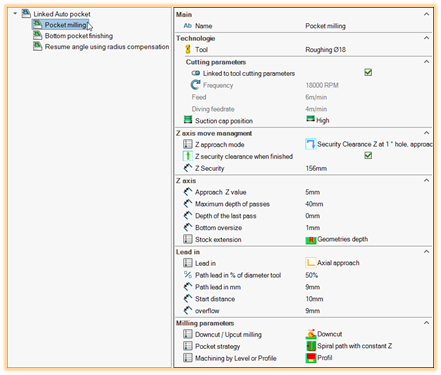 Linked Auto pocket
Pocket milling
Bottom pocket finishing
Resume angle using radius compensation
Main
Ab Name Pocket milling
Technologie
Tool Roughing Ø18
Cutting parameters
Linked to tool cutting parameters
Frequency 18000 RPM
Feed 6m/min
Diving feedrate 4m/min
Suction cap position High
Z axis move managment
Z approach mode Security Clearance Z at 1 ° hole, approac
Z security clearance when finished
Z Security 156mm
Z axis
Approach Z value 5mm
Maximum depth of passes 40mm
Depth of the last pass 0mm
Bottom oversize 1mm
Stock extension Geometries depth
Lead in
Lead in Axial approach
% Path lead in % of diameter tool 50%
Path lead in mm 9mm
Start distance 10mm
overflow 9mm
Milling parameters
Downcut / Upcut milling Downcut
Pocket strategy Spiral path with constant Z
Machining by Level or Profile Profil